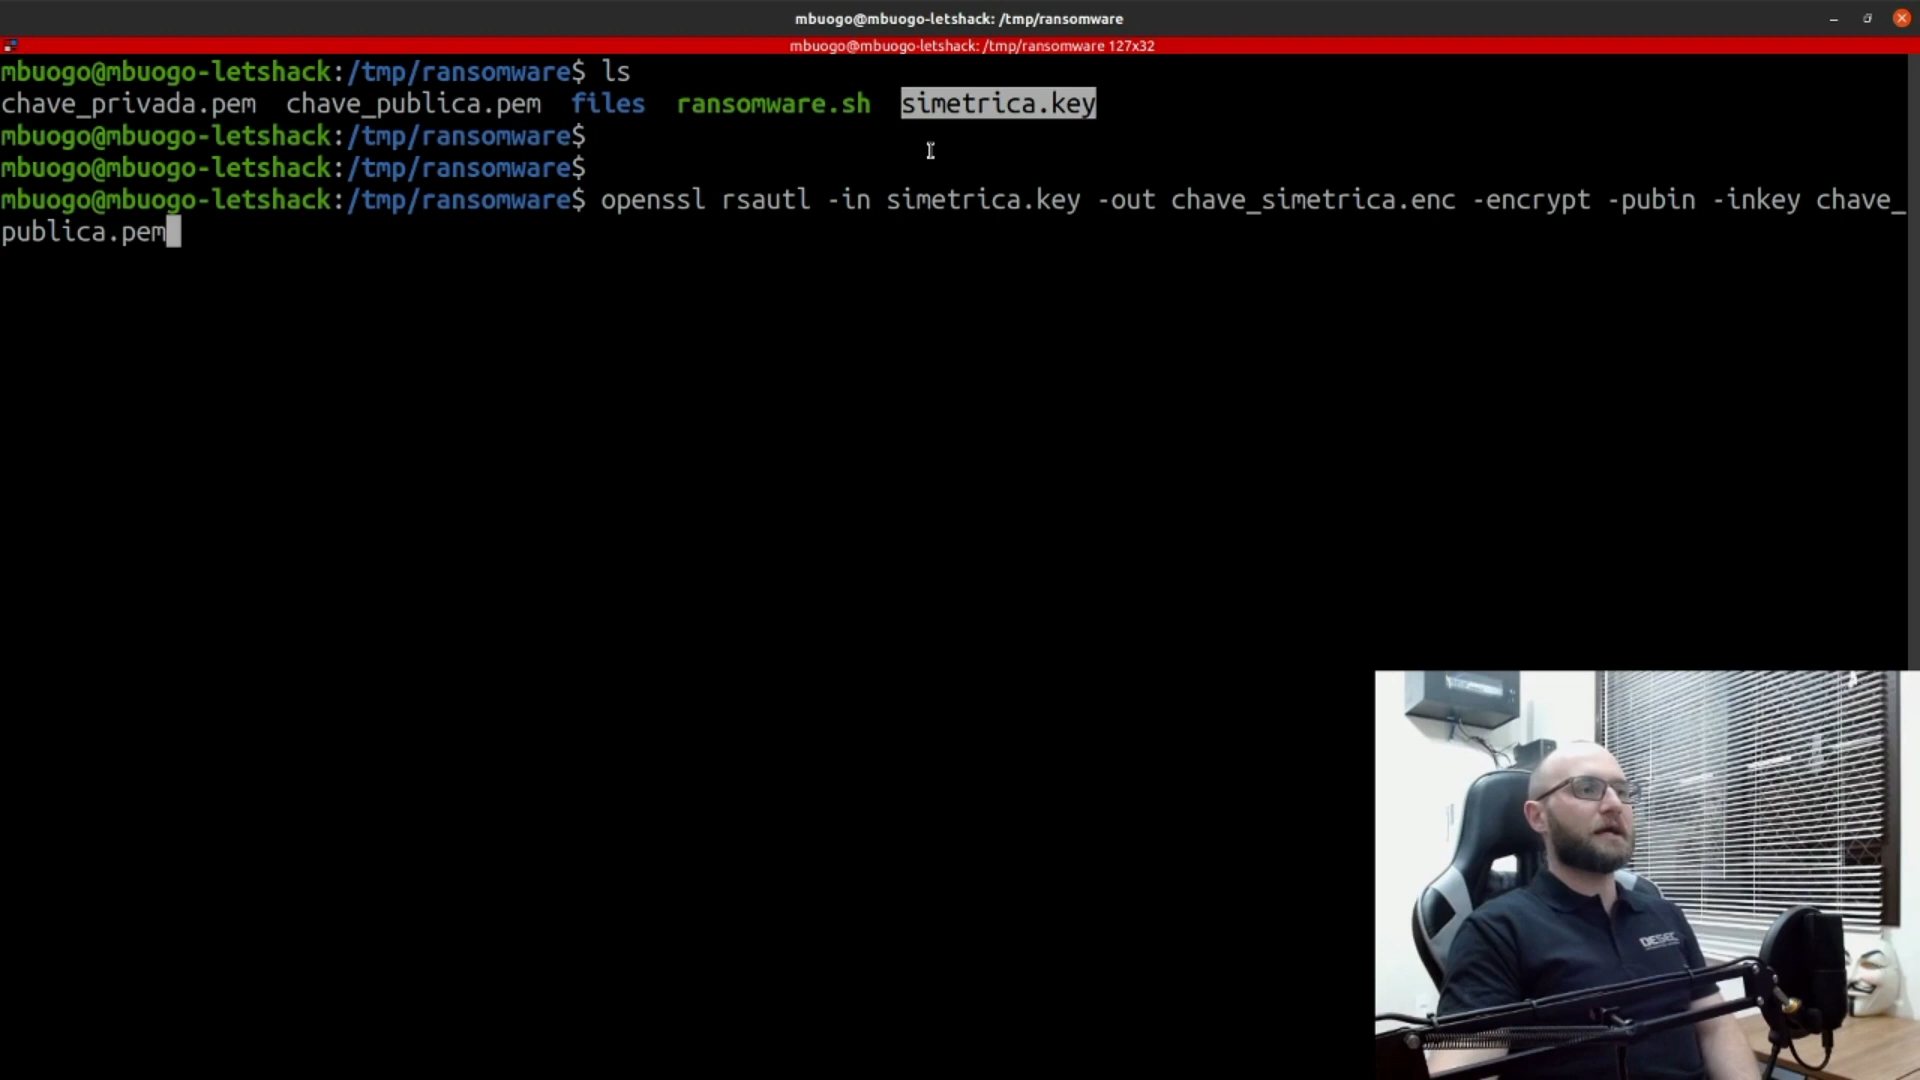 mbuogo@mbuogo-letshack: /tmp/ransomware
mbuogo@mbuogo-letshack: /tmp/ransomware 127x32
mbuogo@mbuogo-letshack:/tmp/ransomware$ ls
chave_privada.pem chave_publica.pem files ransomware.sh simetrica.key
mbuogo@mbuogo-letshack:/tmp/ransomware$
mbuogo@mbuogo-letshack:/tmp/ransomware$
mbuogo@mbuogo-letshack:/tmp/ransomware$ openssl rsautl -in simetrica.key -out chave_simetrica.enc -encrypt -pubin -inkey chave_
publica.pem
DESEC